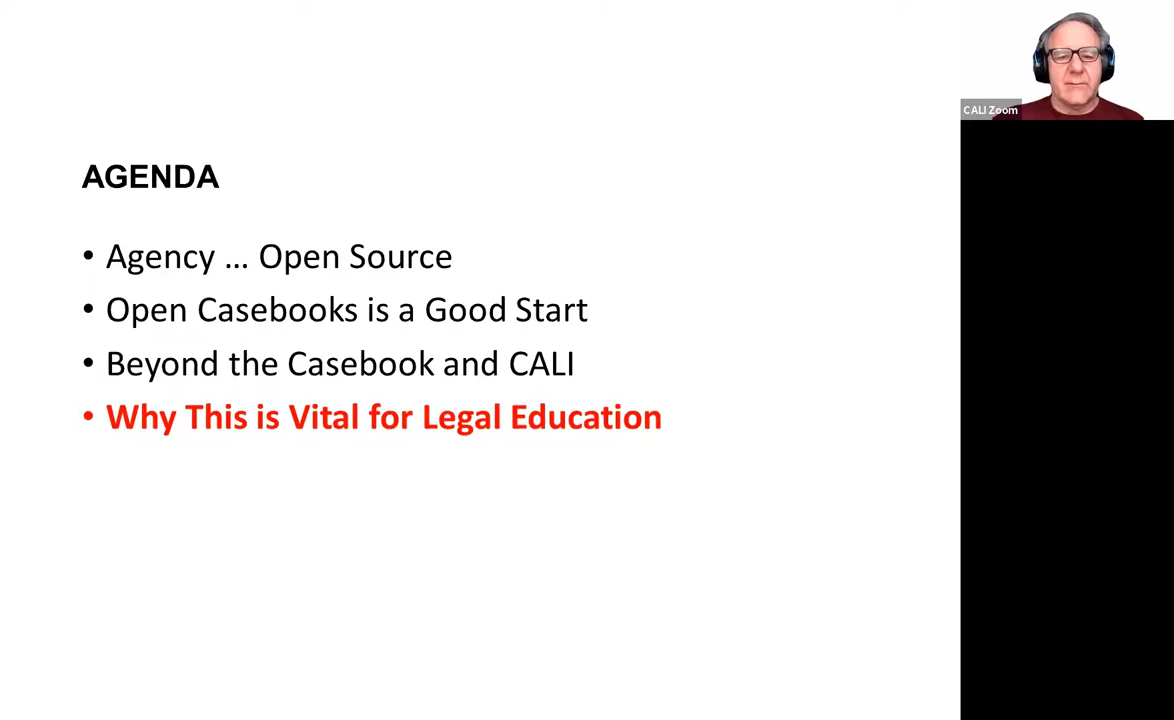 CALI Zoom
AGENDA
• Agency ... Open Source
• Open Casebooks is a Good Start
• Beyond the Casebook and CALI
• Why This is Vital for Legal Education